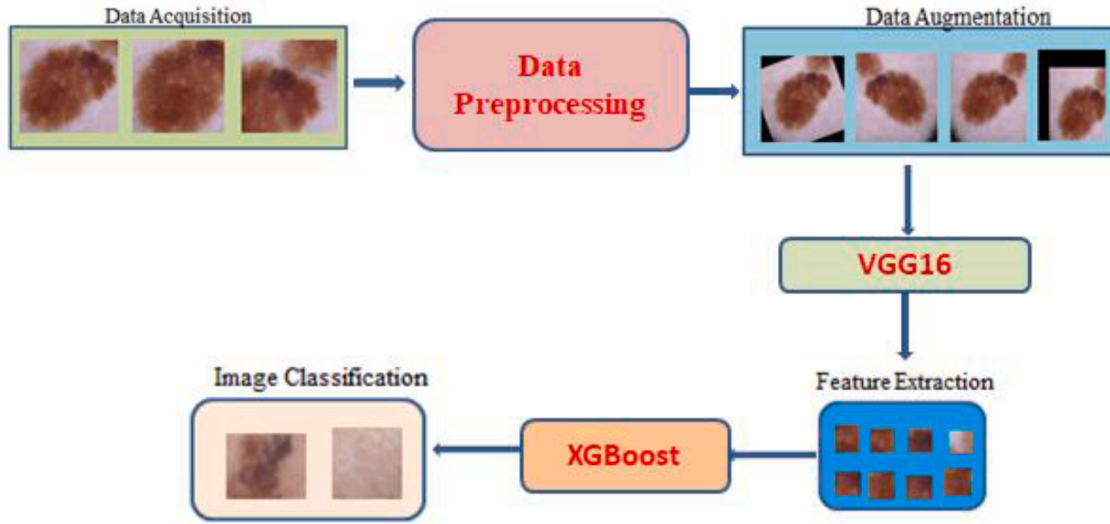 Data Acquisition
Data
Preprocessing
Data Augmentation
VGG16
Feature Extraction
XGBoost
Image Classification